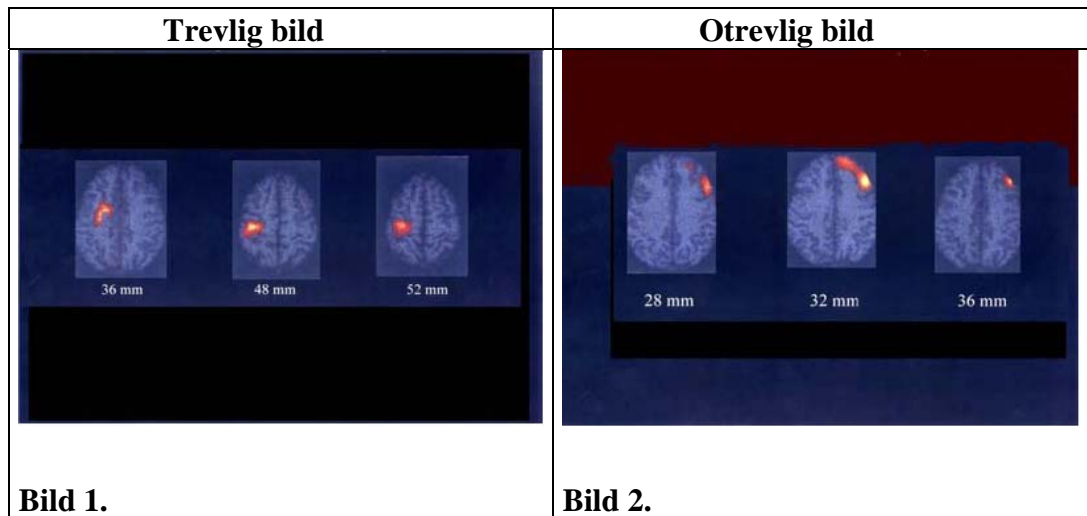 Trevlig bild
Otrevlig bild
36 mm
48 mm
52 mm
28 mm
32 mm
36 mm
Bild 1.
Bild 2.